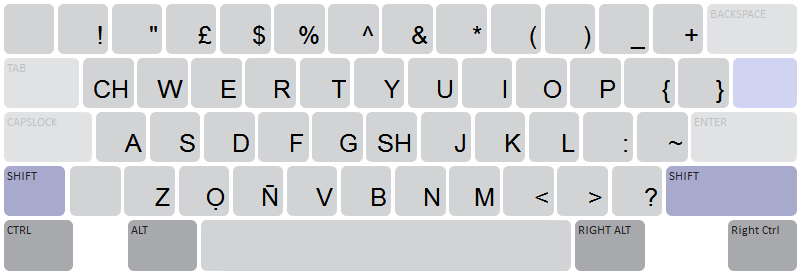 ! " £ $ % ^ & * ( ) _ + BACKSPACE
TAB CH W E R T Y U I O P { }
CAPSLOCK A S D F G SH J K L : ~ ENTER
SHIFT Z Ọ Ñ V B N M < > ? SHIFT
CTRL ALT RIGHT ALT Right Ctrl